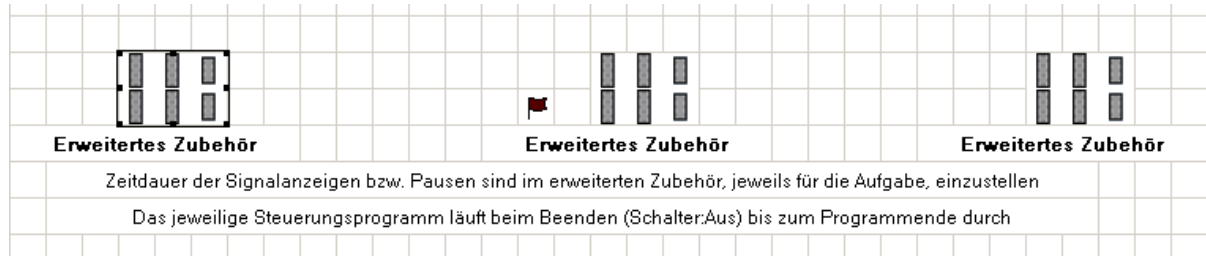 Erweitertes Zubehör Erweitertes Zubehör Erweitertes Zubehör
Zeitdauer der Signalanzeigen bzw. Pausen sind im erweiterten Zubehör, jeweils für die Aufgabe, einzustellen
Das jeweilige Steuerungsprogramm läuft beim Beenden (Schalter:Aus) bis zum Programmende durch